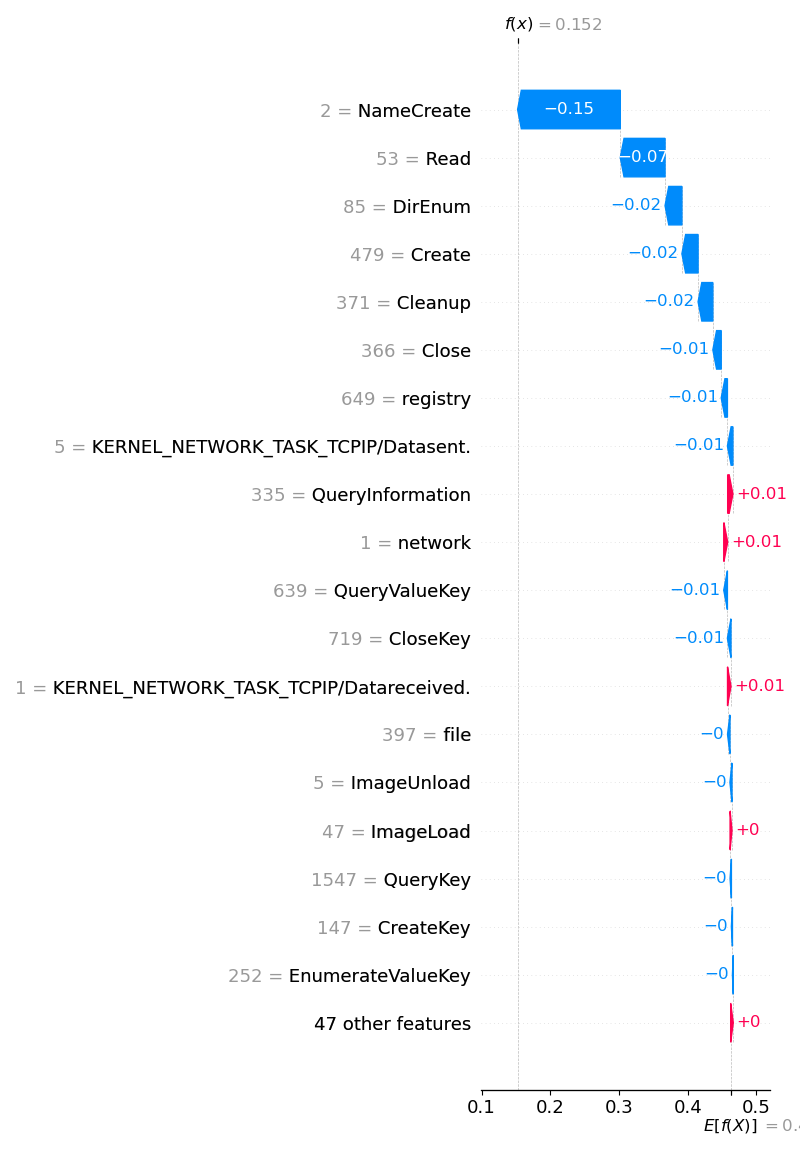 f(x) = 0.152
2 = NameCreate −0.15
53 = Read −0.07
85 = DirEnum −0.02
479 = Create −0.02
371 = Cleanup −0.02
366 = Close −0.01
649 = registry −0.01
5 = KERNEL_NETWORK_TASK_TCPIP/Datasent. −0.01
335 = QueryInformation +0.01
1 = network +0.01
639 = QueryValueKey −0.01
719 = CloseKey −0.01
1 = KERNEL_NETWORK_TASK_TCPIP/Datareceived. +0.01
397 = file −0
5 = ImageUnload −0
47 = ImageLoad +0
1547 = QueryKey −0
147 = CreateKey −0
252 = EnumerateValueKey −0
47 other features +0
0.1 0.2 0.3 0.4 0.5
E[f(X)] = 0.